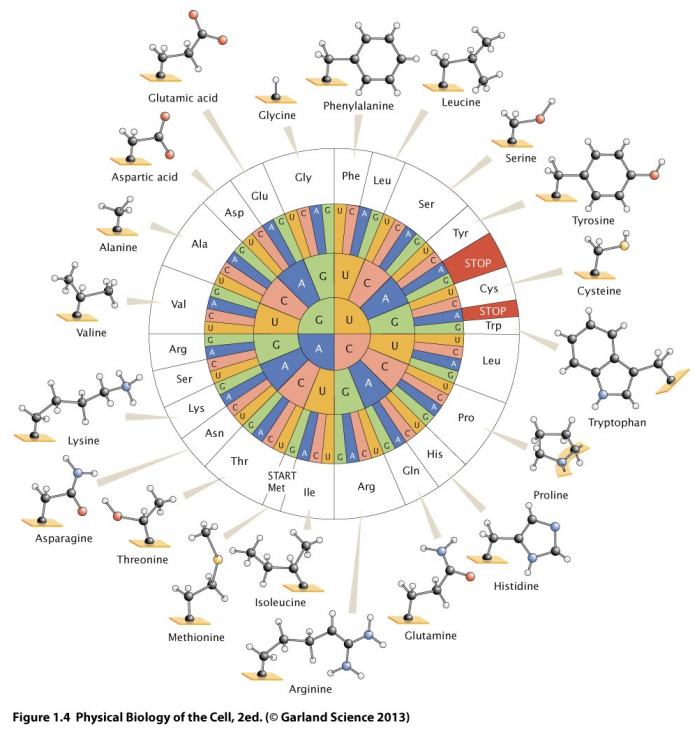 Glutamic acid
Glycine
Phenylalanine
Leucine
Serine
Aspartic acid
Tyrosine
Alanine
Cysteine
Valine
Tryptophan
Lysine
Proline
Asparagine
Threonine
Histidine
Isoleucine
Methionine
Glutamine
Arginine
Phe
Leu
Ser
Tyr
STOP
Cys
STOP
Trp
Leu
Pro
His
Gln
Arg
Ile
START
Met
Thr
Asn
Lys
Ser
Arg
Val
Ala
Asp
Glu
Gly
U C A G U C A G U C A G U C A G
U C A G U C A G U C A G U C A G
U C A G U C A G U C A G U C A G
U C A G U C A G U C A G U C A G
U C A G
U C A G
U C A G
U C A G
G U
A C
Figure 1.4 Physical Biology of the Cell, 2ed. (© Garland Science 2013)